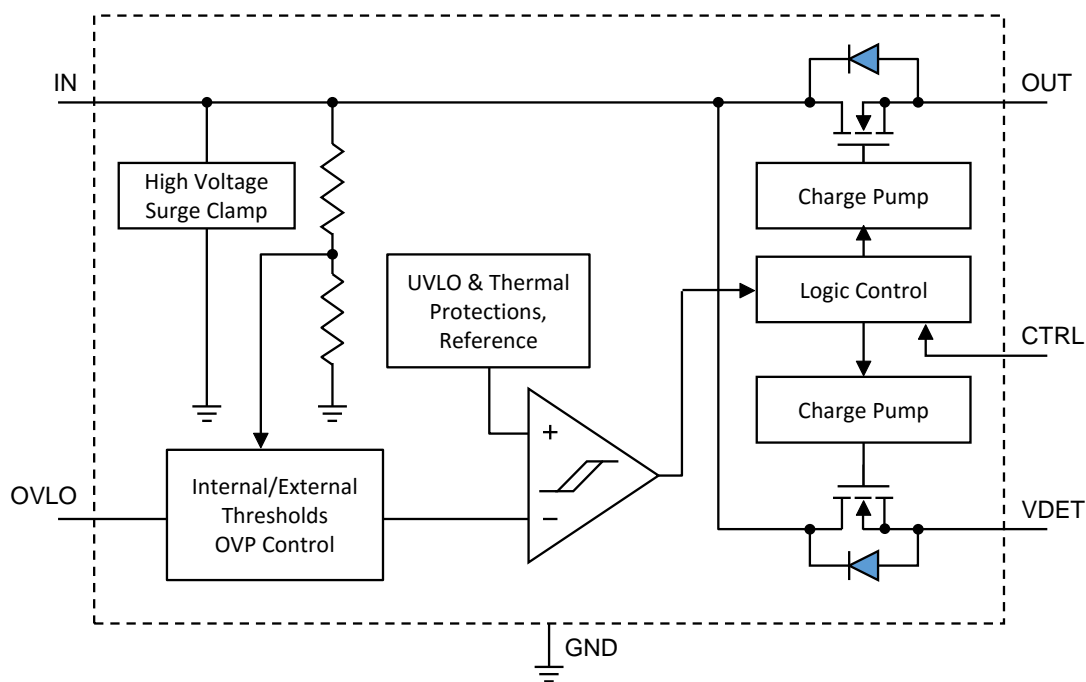 IN
OUT
High Voltage
Surge Clamp
Charge Pump
UVLO & Thermal
Protections,
Reference
Logic Control
CTRL
Charge Pump
+
OVLO
Internal/External
Thresholds
OVP Control
−
VDET
GND